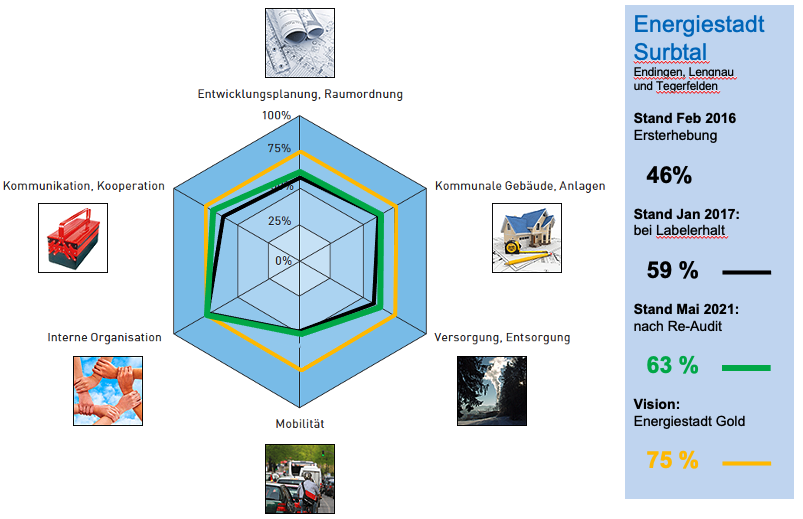 Entwicklungsplanung, Raumordnung
100%
75%
25%
0%
Kommunikation, Kooperation
Kommunale Gebäude, Anlagen
Interne Organisation
Versorgung, Entsorgung
Mobilität
Energiestadt
Surbtal
Endingen, Lengnau
und Tegerfelden
Stand Feb 2016
Ersterhebung
46%
Stand Jan 2017:
bei Labelerhalt
59 %
Stand Mai 2021:
nach Re-Audit
63 %
Vision:
Energiestadt Gold
75 %